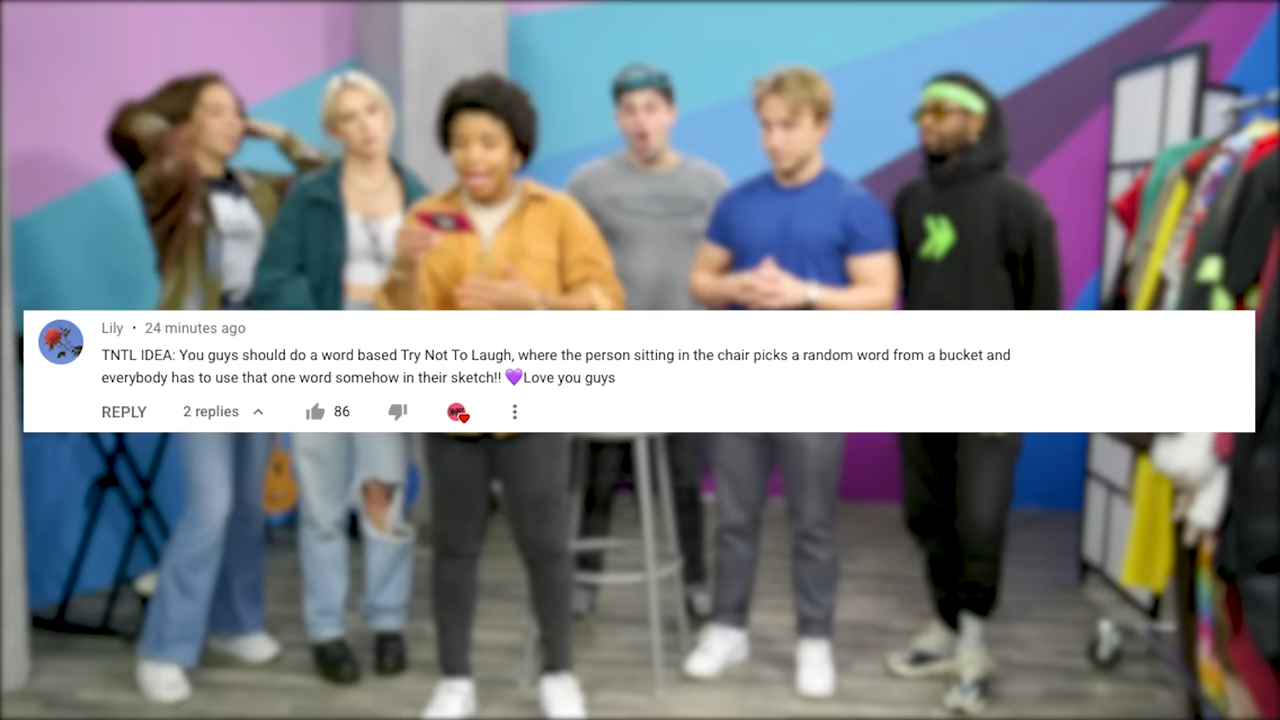 Lily • 24 minutes ago
TNTL IDEA: You guys should do a word based Try Not To Laugh, where the person sitting in the chair picks a random word from a bucket and
everybody has to use that one word somehow in their sketch!! 💜Love you guys
REPLY 2 replies 86